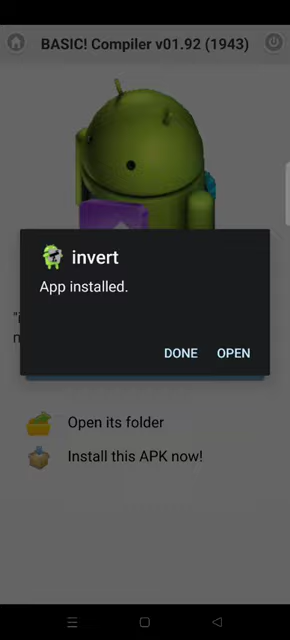 BASIC! Compiler v01.92 (1943)
invert
App installed.
DONE OPEN
Open its folder
Install this APK now!